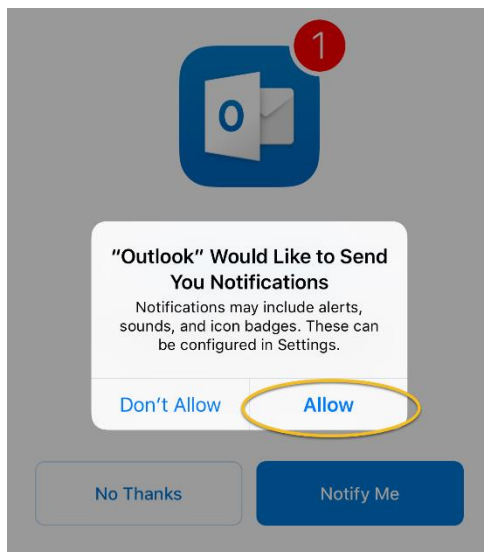 1
O
“Outlook” Would Like to Send
You Notifications
Notifications may include alerts,
sounds, and icon badges. These can
be configured in Settings.
Don’t Allow
Allow
No Thanks
Notify Me